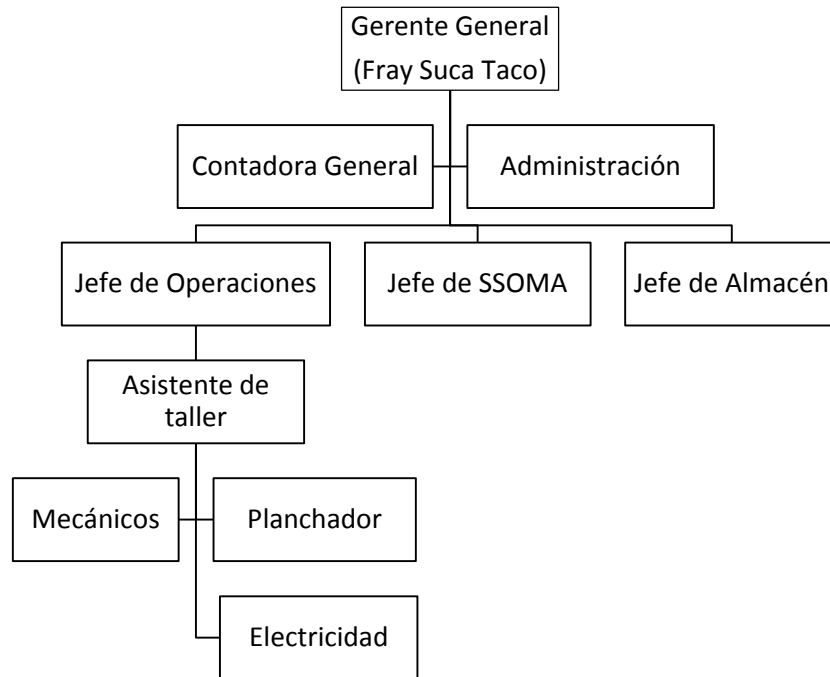 Gerente General
(Fray Suca Taco)
Contadora General
Administración
Jefe de Operaciones
Jefe de SSOMA
Jefe de Almacén
Asistente de
taller
Mecánicos
Planchador
Electricidad